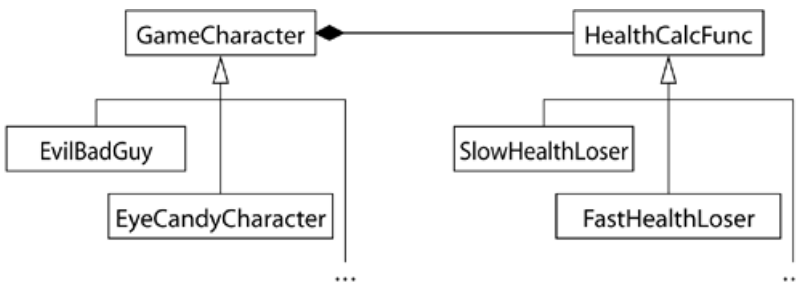 GameCharacter
HealthCalcFunc
EvilBadGuy
SlowHealthLoser
EyeCandyCharacter
FastHealthLoser
...
..